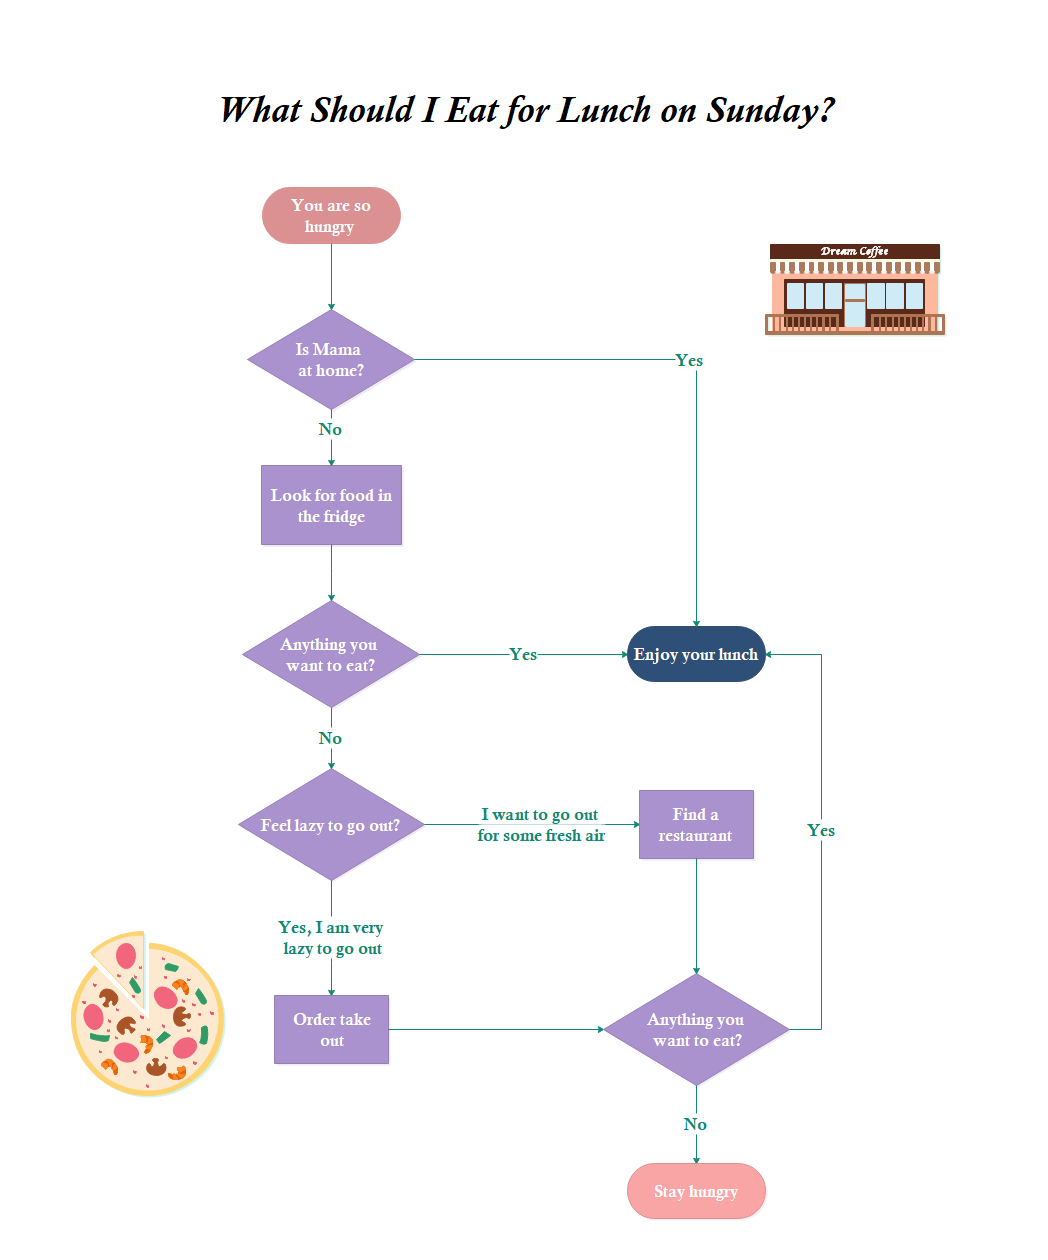 What Should I Eat for Lunch on Sunday?
You are so
hungry
Dream Coffee
Is Mama
at home?
Yes
No
Look for food in
the fridge
Anything you
want to eat?
Yes
Enjoy your lunch
No
Feel lazy to go out?
I want to go out
for some fresh air
Find a
restaurant
Yes
Yes, I am very
lazy to go out
Order take
out
Anything you
want to eat?
No
Stay hungry